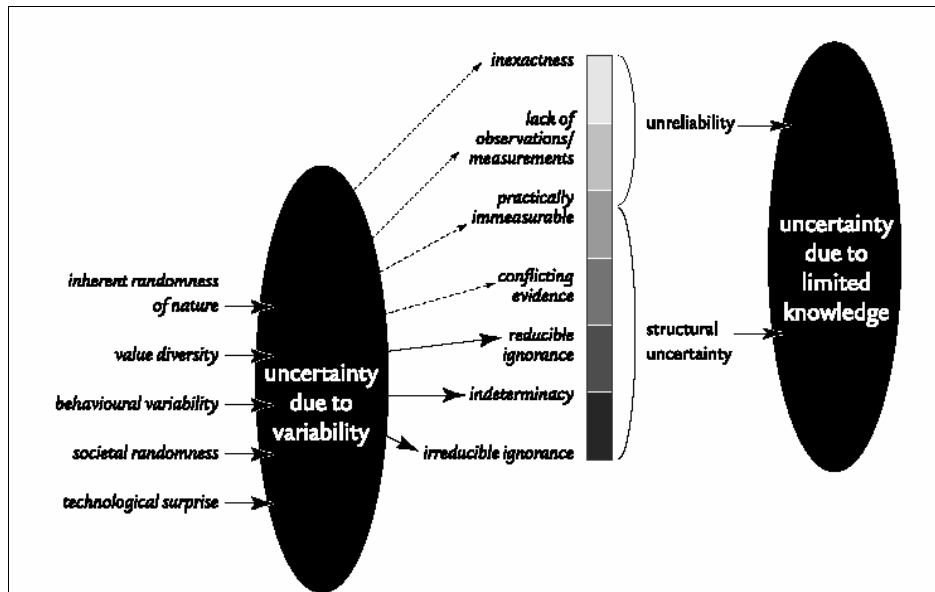 inexactness
lack of
observations/
measurements
practically
immeasurable
conflicting
evidence
reducible
ignorance
indeterminacy
irreducible ignorance
unreliability
structural
uncertainty
inherent randomness
of nature
value diversity
behavioural variability
societal randomness
technological surprise
uncertainty
due to
variability
uncertainty
due to
limited
knowledge